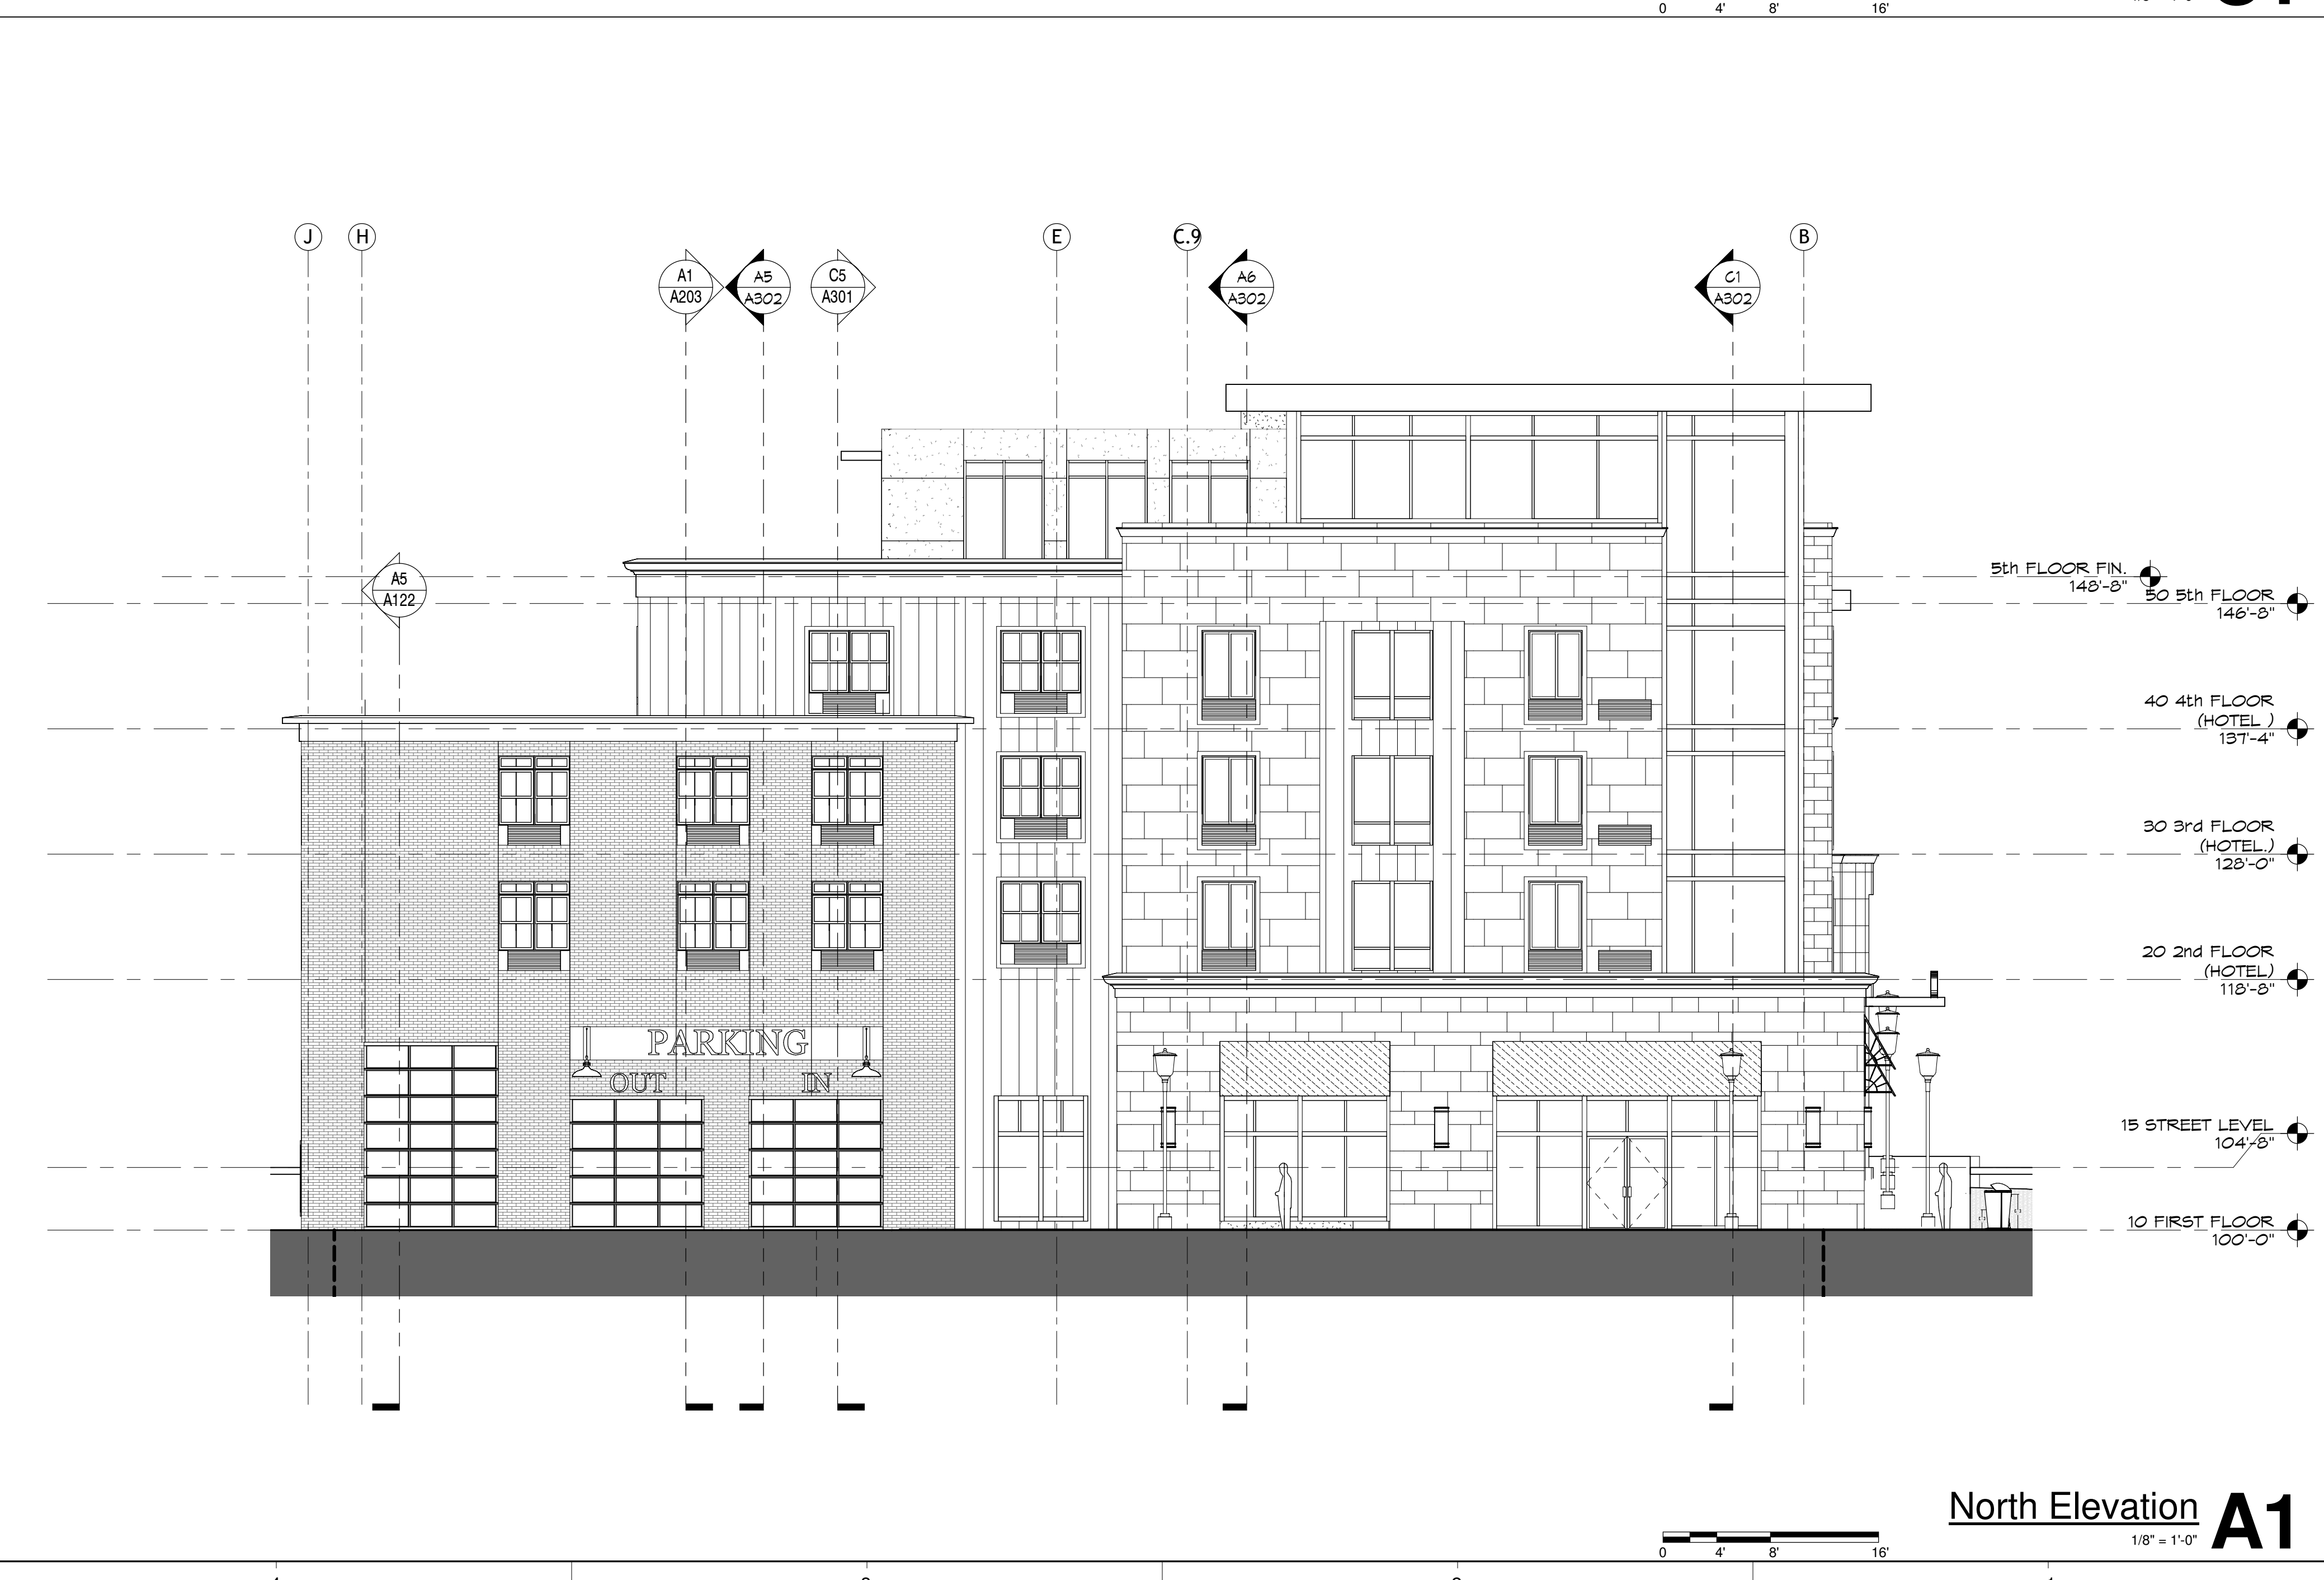 0 4' 8' 16'
J H E C.9 B
A1
A203
A5
A302
C5
A301
A6
A302
C1
A302
A5
A122
5th FLOOR FIN.
148'-8"
50 5th FLOOR
146'-8"
40 4th FLOOR
(HOTEL )
137'-4"
30 3rd FLOOR
(HOTEL.)
128'-0"
20 2nd FLOOR
(HOTEL)
118'-8"
PARKING
OUT IN
15 STREET LEVEL
104'-8"
10 FIRST FLOOR
100'-0"
North Elevation A1
1/8" = 1'-0"
0 4' 8' 16'